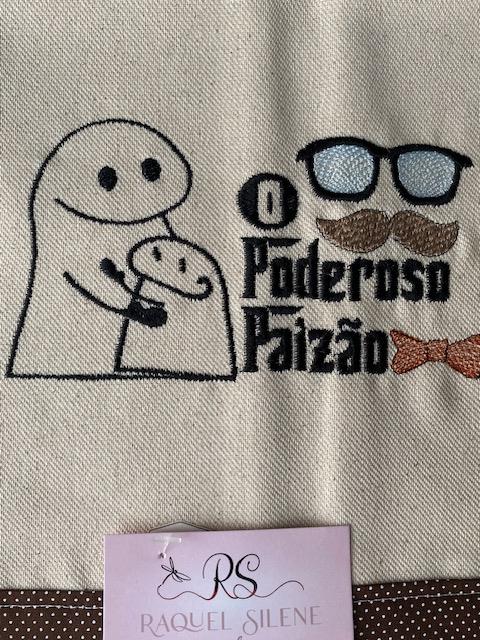 O
Poderoso
Paizão
RS
RAQUEL SILENE